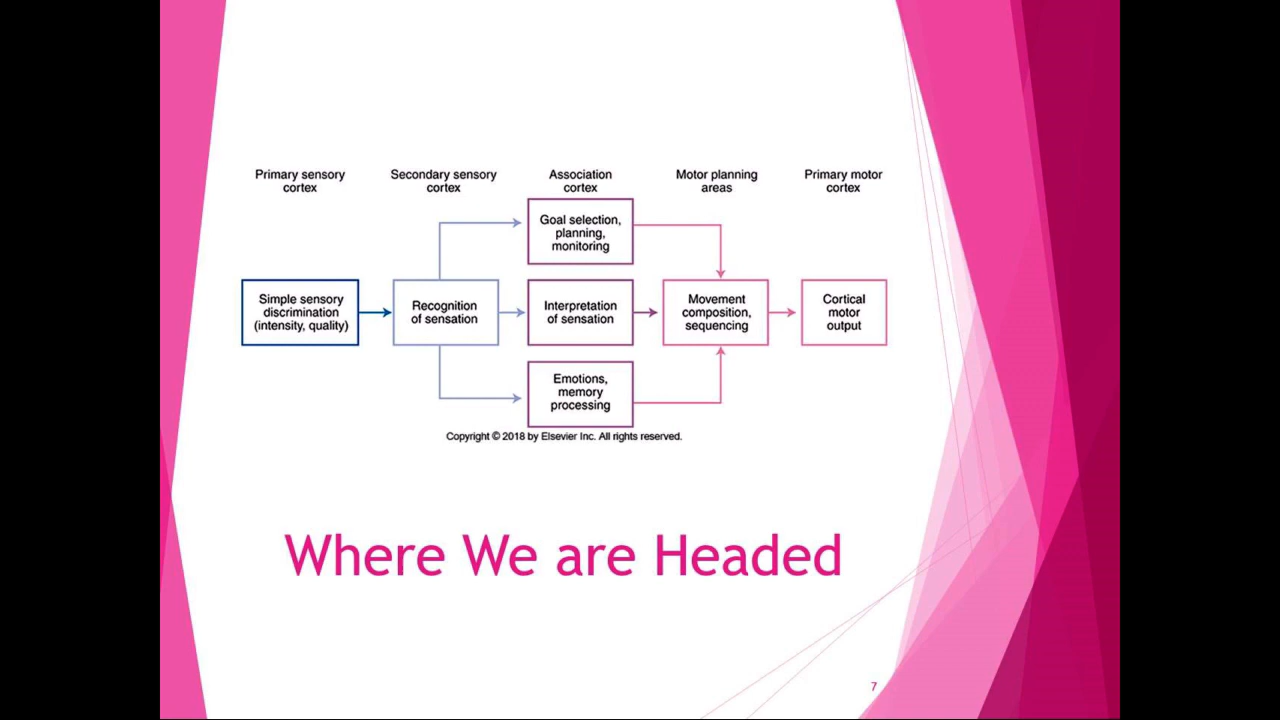 Primary sensory
cortex
Secondary sensory
cortex
Association
cortex
Motor planning
areas
Primary motor
cortex
Goal selection,
planning,
monitoring
Simple sensory
discrimination
(intensity, quality)
Recognition
of sensation
Interpretation
of sensation
Movement
composition,
sequencing
Cortical
motor
output
Emotions,
memory
processing
Copyright © 2018 by Elsevier Inc. All rights reserved.
Where We are Headed
7